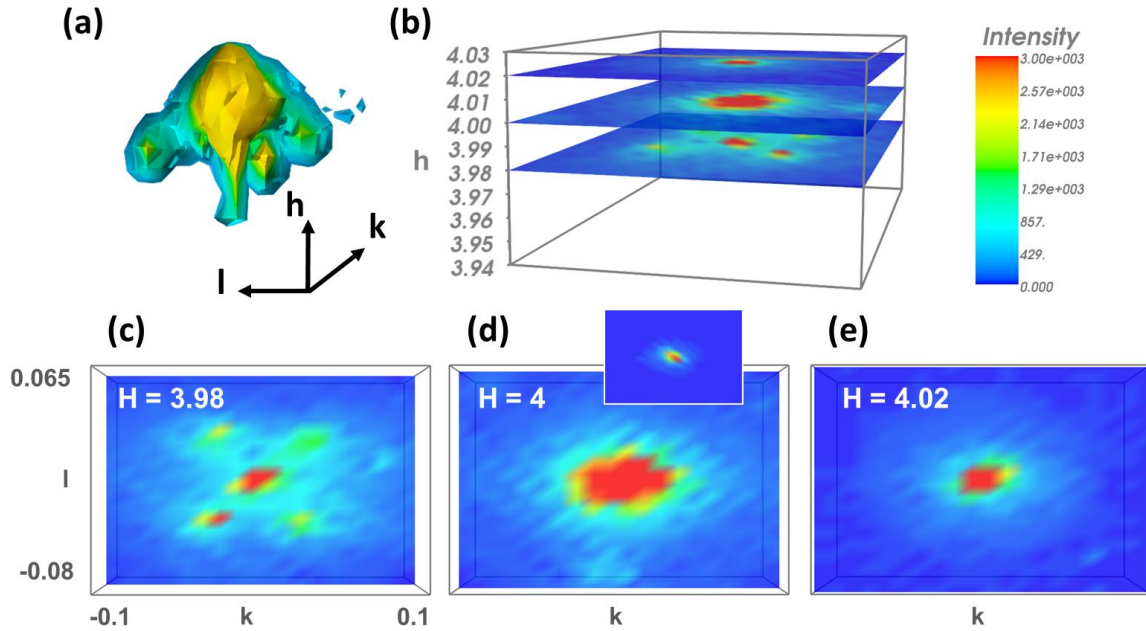 (a)
h
k
l
(b)
4.03
4.02
4.01
4.00
3.99
3.98
3.97
3.96
3.95
3.94
h
Intensity
3.00e+003
2.57e+003
2.14e+003
1.71e+003
1.29e+003
857.
429.
0.000
(c)
(d)
(e)
0.065
l
-0.08
H = 3.98
H = 4
H = 4.02
-0.1
k
0.1
k
k